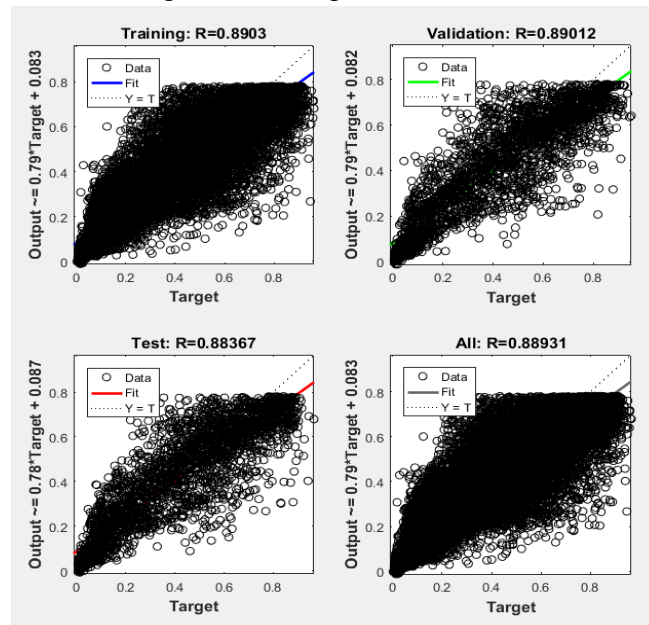 Training: R=0.8903
Output ~= 0.79*Target + 0.083
Data
Fit
Y = T
0
0.2
0.4
0.6
0.8
0
0.2
0.4
0.6
0.8
Target
Validation: R=0.89012
Output ~= 0.79*Target + 0.082
Data
Fit
Y = T
0
0.2
0.4
0.6
0.8
0
0.2
0.4
0.6
0.8
Target
Test: R=0.88367
Output ~= 0.78*Target + 0.087
Data
Fit
Y = T
0
0.2
0.4
0.6
0.8
0
0.2
0.4
0.6
0.8
Target
All: R=0.88931
Output ~= 0.79*Target + 0.083
Data
Fit
Y = T
0
0.2
0.4
0.6
0.8
0
0.2
0.4
0.6
0.8
Target